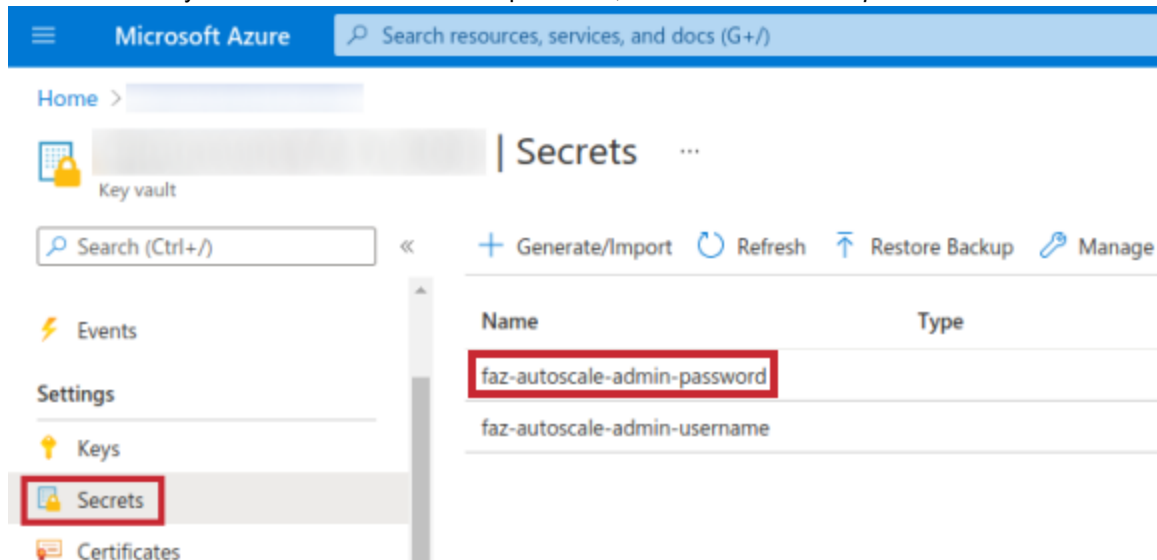 Microsoft Azure
Search resources, services, and docs (G+/)
Home >
| Secrets ...
Key vault
Search (Ctrl+/)
«
+ Generate/Import
Refresh
Restore Backup
Manage
Events
Settings
Keys
Secrets
Certificates
Name Type
faz-autoscale-admin-password
faz-autoscale-admin-username